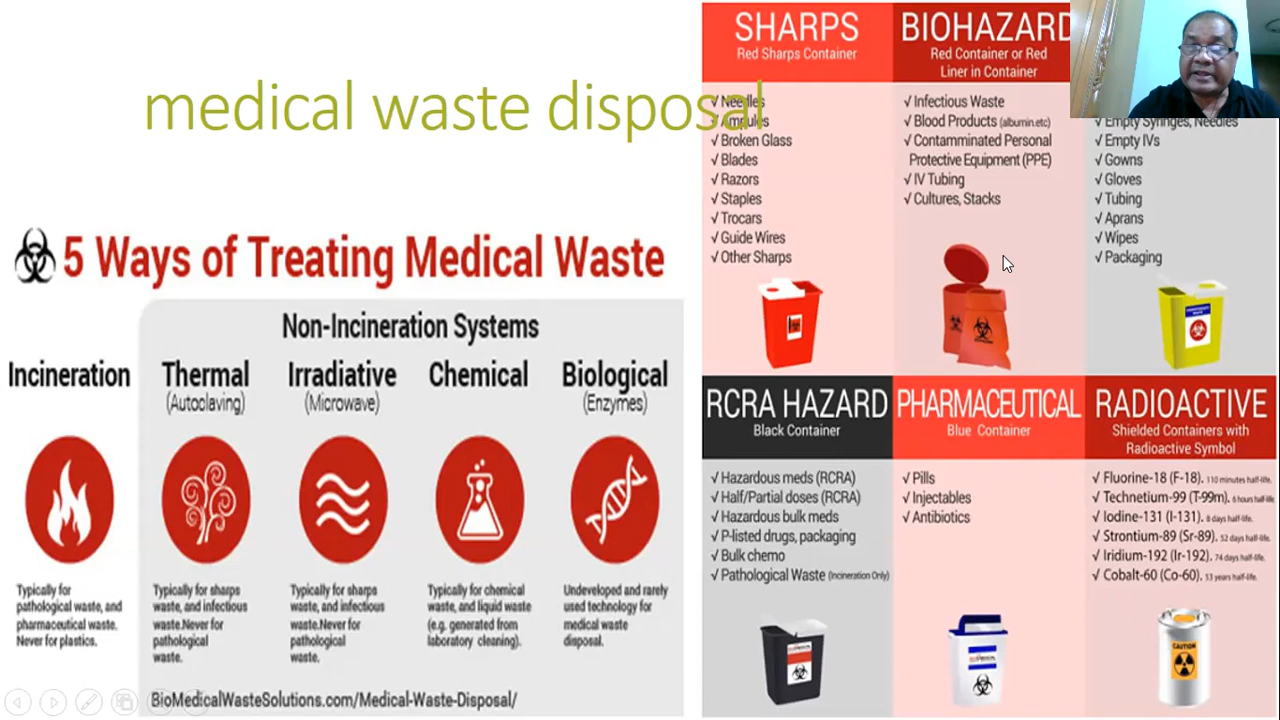 medical waste disposal
5 Ways of Treating Medical Waste
Non-Incineration Systems
Incineration
Typically for
pathological waste, and
pharmaceutical waste.
Never for plastics.
Thermal
(Autoclaving)
Typically for sharps
waste, and infectious
waste.Never for
pathological
waste.
Irradiative
(Microwave)
Typically for sharps
waste, and infectious
waste.Never for
pathological
waste.
Chemical
Typically for chemical
waste, and liquid waste
(e.g. generated from
laboratory cleaning).
Biological
(Enzymes)
Undeveloped and rarely
used technology for
medical waste
disposal.
BioMedicalWasteSolutions.com/Medical-Waste-Disposal/
SHARPS
Red Sharps Container
√ Needles
√ Ampules
√ Broken Glass
√ Blades
√ Razors
√ Staples
√ Trocars
√ Guide Wires
√ Other Sharps
BIOHAZARD
Red Container or Red
Liner in Container
√ Infectious Waste
√ Blood Products (albumin.etc)
√ Contamminated Personal
Protective Equipment (PPE)
√ IV Tubing
√ Cultures, Stacks
√ Empty Syringes, Needles
√ Empty IVs
√ Gowns
√ Gloves
√ Tubing
√ Aprans
√ Wipes
√ Packaging
RCRA HAZARD
Black Container
√ Hazardous meds (RCRA)
√ Half/Partial doses (RCRA)
√ Hazardous bulk meds
√ P-listed drugs, packaging
√ Bulk chemo
√ Pathological Waste (Incineration Only)
PHARMACEUTICAL
Blue Container
√ Pills
√ Injectables
√ Antibiotics
RADIOACTIVE
Shielded Containers with
Radioactive Symbol
√ Fluorine-18 (F-18). 110 minutes half-life.
√ Technetium-99 (T-99m). 6 hours half-life.
√ Iodine-131 (I-131). 8 days half-life.
√ Strontium-89 (Sr-89). 52 days half-life.
√ Iridium-192 (Ir-192). 74 days half-life.
√ Cobalt-60 (Co-60). 53 years half-life.
CAUTION